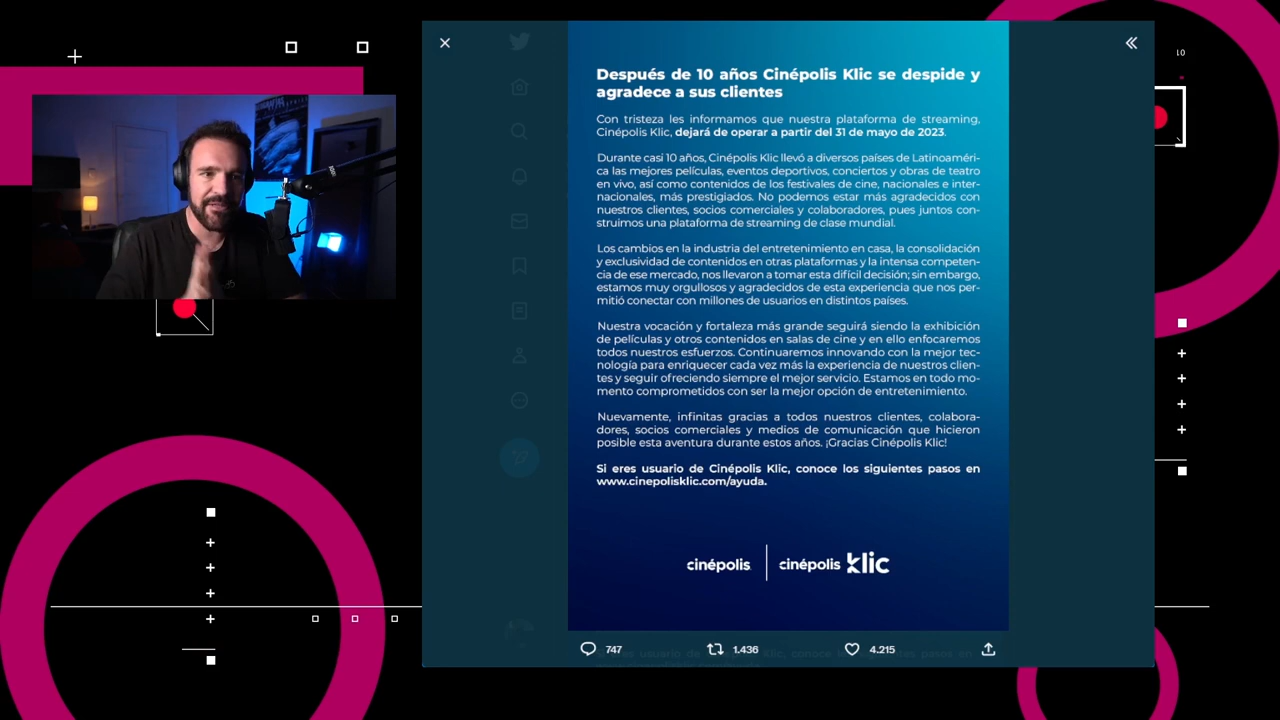 Después de 10 años Cinépolis Klic se despide y
agradece a sus clientes
Con tristeza les informamos que nuestra plataforma de streaming,
Cinépolis Klic, dejará de operar a partir del 31 de mayo de 2023.
Durante casi 10 años, Cinépolis Klic llevó a diversos países de Latinoaméri-
ca las mejores películas, eventos deportivos, conciertos y obras de teatro
en vivo, así como contenidos de los festivales de cine, nacionales e inter-
nacionales, más prestigiados. No podemos estar más agradecidos con
nuestros clientes, socios comerciales y colaboradores, pues juntos con-
struimos una plataforma de streaming de clase mundial.
Los cambios en la industria del entretenimiento en casa, la consolidación
y exclusividad de contenidos en otras plataformas y la intensa competen-
cia de ese mercado, nos llevaron a tomar esta difícil decisión; sin embargo,
estamos muy orgullosos y agradecidos de esta experiencia que nos per-
mitió conectar con millones de usuarios en distintos países.
Nuestra vocación y fortaleza más grande seguirá siendo la exhibición
de películas y otros contenidos en salas de cine y en ello enfocaremos
todos nuestros esfuerzos. Continuaremos innovando con la mejor tec-
nología para enriquecer cada vez más la experiencia de nuestros clien-
tes y seguir ofreciendo siempre el mejor servicio. Estamos en todo mo-
mento comprometidos con ser la mejor opción de entretenimiento.
Nuevamente, infinitas gracias a todos nuestros clientes, colabora-
dores, socios comerciales y medios de comunicación que hicieron
posible esta aventura durante estos años. ¡Gracias Cinépolis Klic!
Si eres usuario de Cinépolis Klic, conoce los siguientes pasos en
www.cinepolisklic.com/ayuda.
cinépolis cinépolis klic
747 1.436 4.215
10